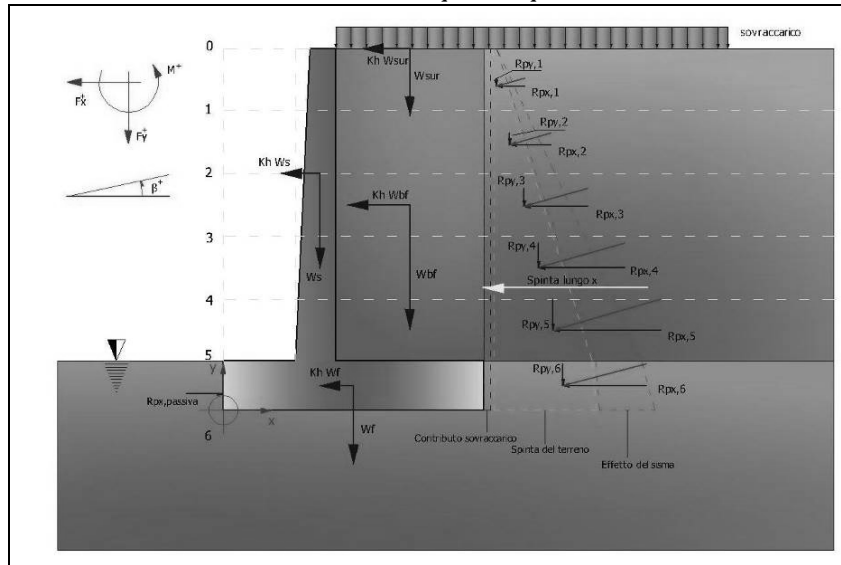 sovraccarico
0
Kh Wsur
Wsur
M+
Fx+
Fy+
β+
Rpy,1
Rpx,1
1
Rpy,2
Rpx,2
2
Kh Ws
Kh Wbf
Rpy,3
Rpx,3
3
Ws
Wbf
Rpy,4
Rpx,4
Spinta lungo x
4
Rpy,5
Rpx,5
5
y
Kh Wf
Rpy,6
Rpx,6
Rpx,passiva
x
6
Wf
Contributo sovraccarico
Spinta del terreno
Effetto del sisma